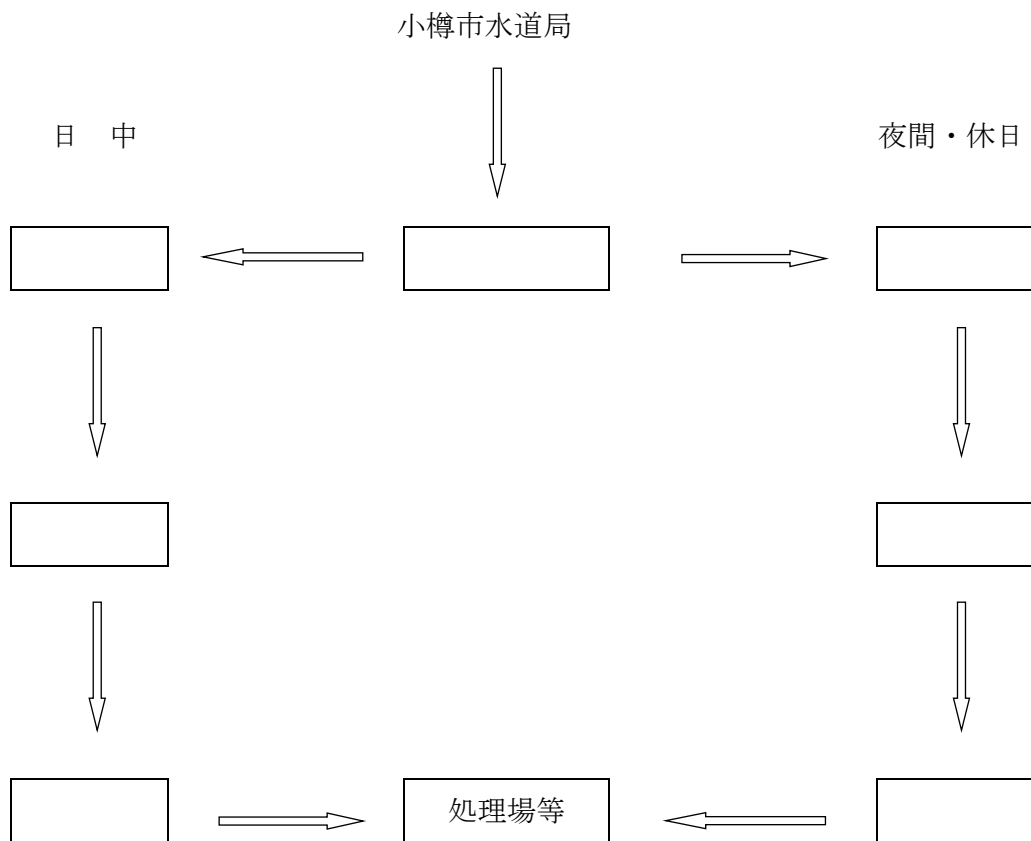 小樽市水道局
日　中
夜間・休日
処理場等